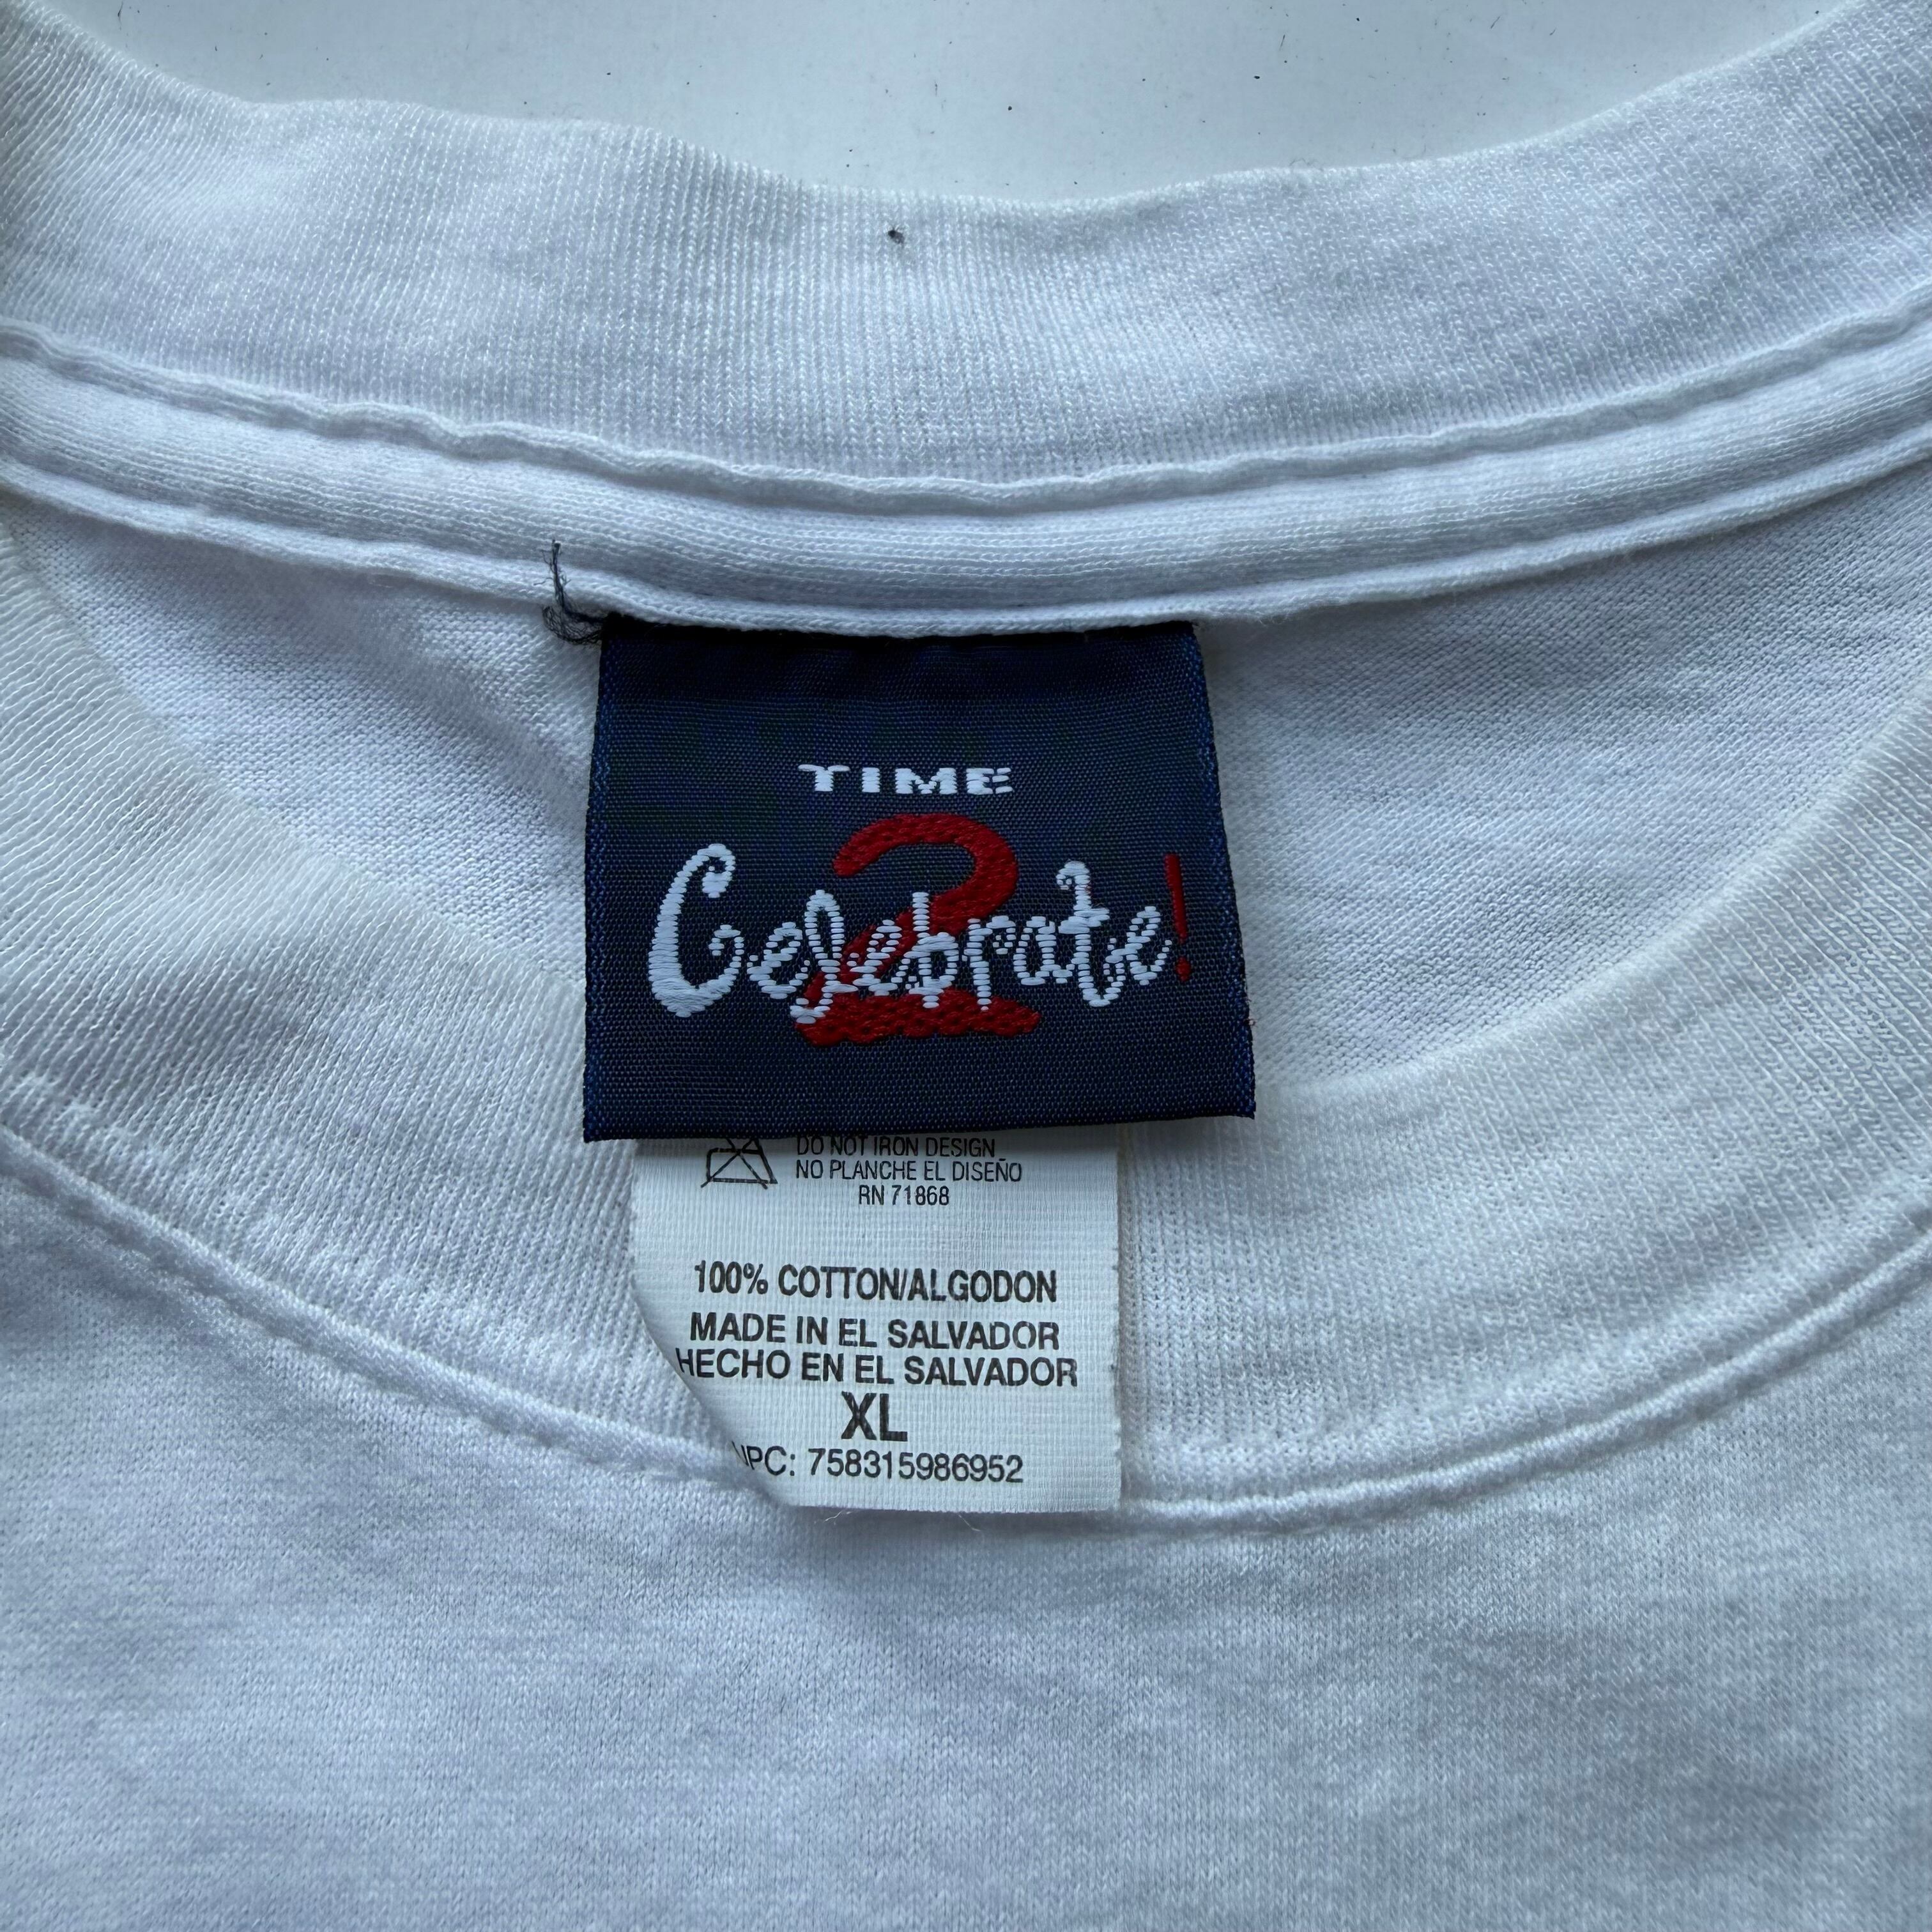 TIME
2
Celebrate!
DO NOT IRON DESIGN
NO PLANCHE EL DISEÑO
RN 71868
100% COTTON/ALGODON
MADE IN EL SALVADOR
HECHO EN EL SALVADOR
XL
UPC: 758315986952